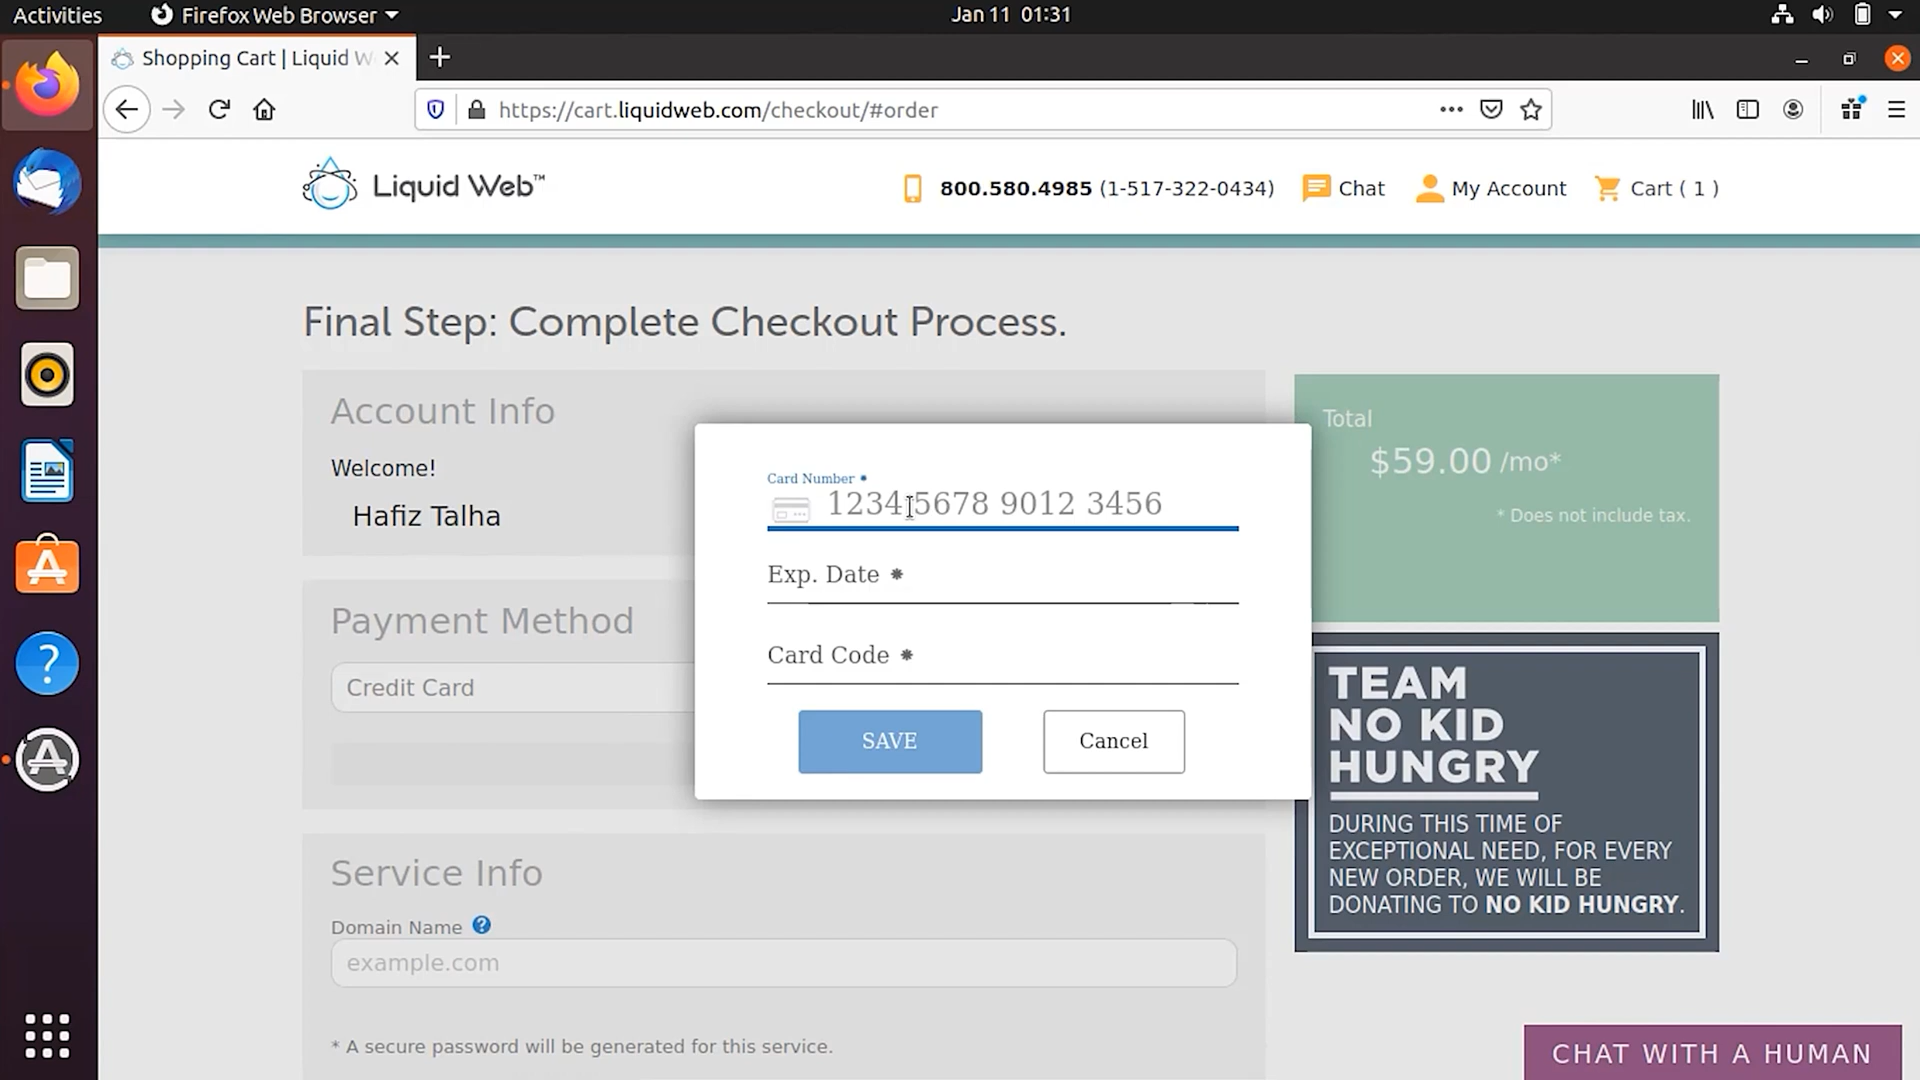 Activities Firefox Web Browser Jan 11 01:31
Shopping Cart | Liquid W
https://cart.liquidweb.com/checkout/#order
Liquid Web™ 800.580.4985 (1-517-322-0434) Chat My Account Cart ( 1 )
Final Step: Complete Checkout Process.
Account Info
Welcome!
Hafiz Talha
Payment Method
Credit Card
Service Info
Domain Name ?
example.com
* A secure password will be generated for this service.
Card Number *
1234 5678 9012 3456
Exp. Date *
Card Code *
SAVE Cancel
Total
$59.00 /mo*
* Does not include tax.
TEAM
NO KID
HUNGRY
DURING THIS TIME OF
EXCEPTIONAL NEED, FOR EVERY
NEW ORDER, WE WILL BE
DONATING TO NO KID HUNGRY.
CHAT WITH A HUMAN